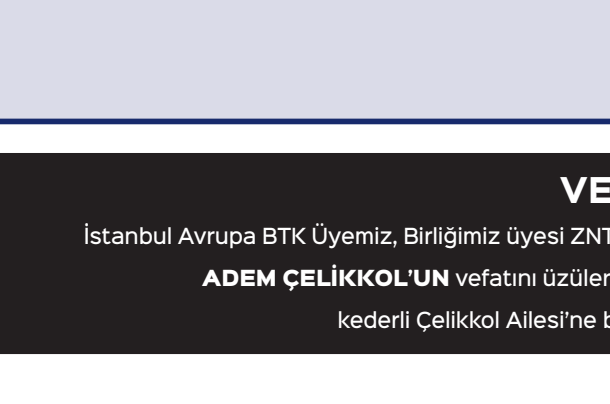 VE
İstanbul Avrupa BTK Üyemiz, Birliğimiz üyesi ZNT
ADEM ÇELİKKOL’UN vefatını üzüler
kederli Çelikkol Ailesi’ne b